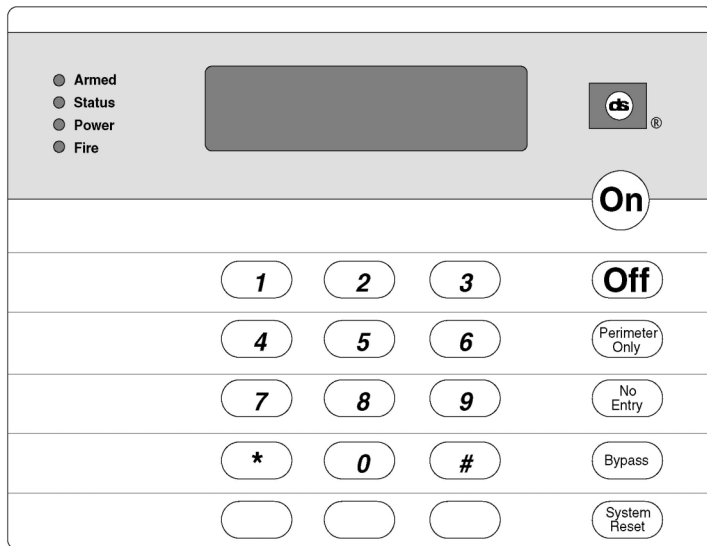 Armed
Status
Power
Fire
ds
®
On
1 2 3 Off
4 5 6 Perimeter
Only
7 8 9 No
Entry
* 0 # Bypass
System
Reset